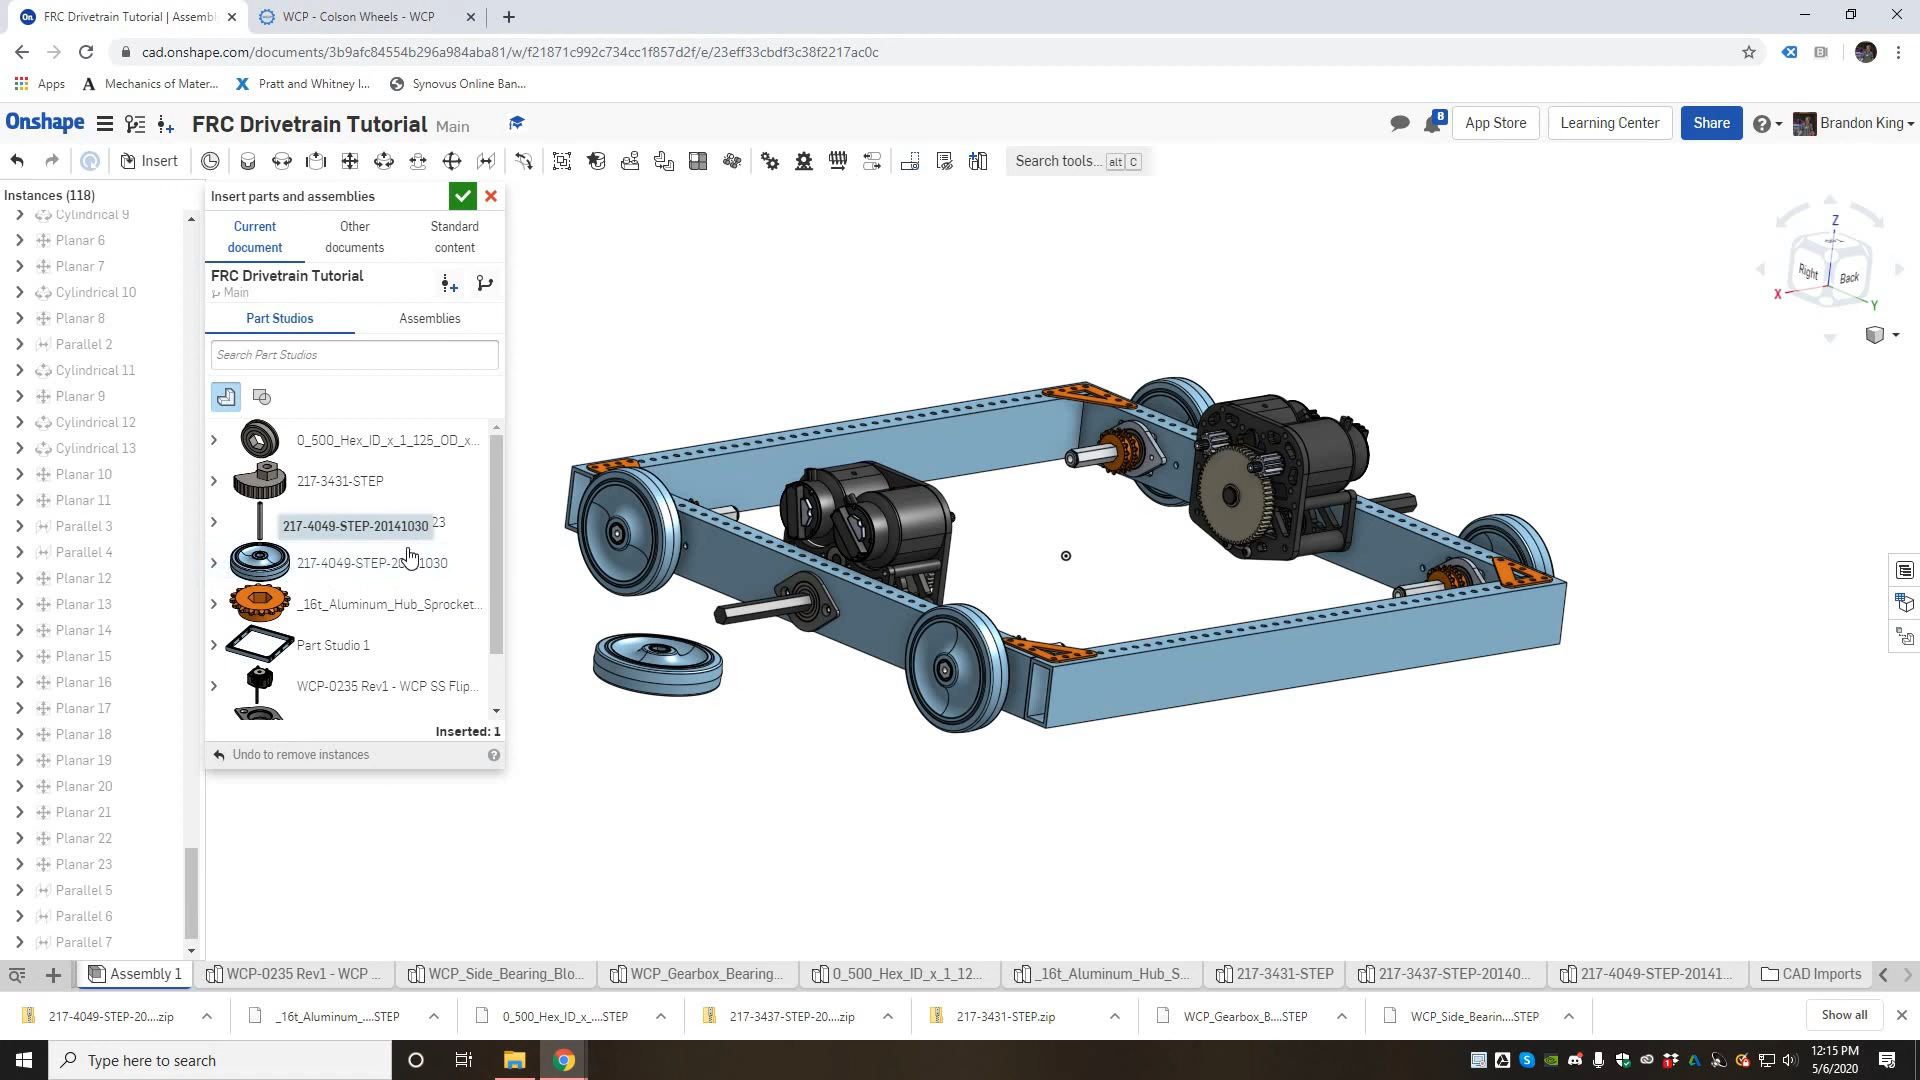 FRC Drivetrain Tutorial | Assembl
WCP - Colson Wheels - WCP
cad.onshape.com/documents/3b9afc84554b296a984aba81/w/f21871c992c734cc1f857d2f/e/23eff33cbdf3c38f2217ac0c
Apps
Mechanics of Mater...
Pratt and Whitney I...
Synovus Online Ban...
Onshape
FRC Drivetrain Tutorial Main
8
App Store
Learning Center
Share
Brandon King
Insert
Search tools... alt C
Instances (118)
Cylindrical 9
Planar 6
Planar 7
Cylindrical 10
Planar 8
Parallel 2
Cylindrical 11
Planar 9
Cylindrical 12
Cylindrical 13
Planar 10
Planar 11
Parallel 3
Parallel 4
Planar 12
Planar 13
Planar 14
Planar 15
Planar 16
Planar 17
Planar 18
Planar 19
Planar 20
Planar 21
Planar 22
Planar 23
Parallel 5
Parallel 6
Parallel 7
Insert parts and assemblies
Current document
Other documents
Standard content
FRC Drivetrain Tutorial
Main
Part Studios
Assemblies
Search Part Studios
0_500_Hex_ID_x_1_125_OD_x...
217-3431-STEP
217-4049-STEP-20141030
23
217-4049-STEP-20141030
_16t_Aluminum_Hub_Sprocket...
Part Studio 1
WCP-0235 Rev1 - WCP SS Flip...
Inserted: 1
Undo to remove instances
Z
Right
Back
X
Y
Assembly 1
WCP-0235 Rev1 - WCP ...
WCP_Side_Bearing_Blo...
WCP_Gearbox_Bearing...
0_500_Hex_ID_x_1_12...
_16t_Aluminum_Hub_S...
217-3431-STEP
217-3437-STEP-20140...
217-4049-STEP-20141...
CAD Imports
217-4049-STEP-20....zip
_16t_Aluminum_....STEP
0_500_Hex_ID_x_....STEP
217-3437-STEP-20....zip
217-3431-STEP.zip
WCP_Gearbox_B....STEP
WCP_Side_Bearin....STEP
Show all
Type here to search
12:15 PM
5/6/2020